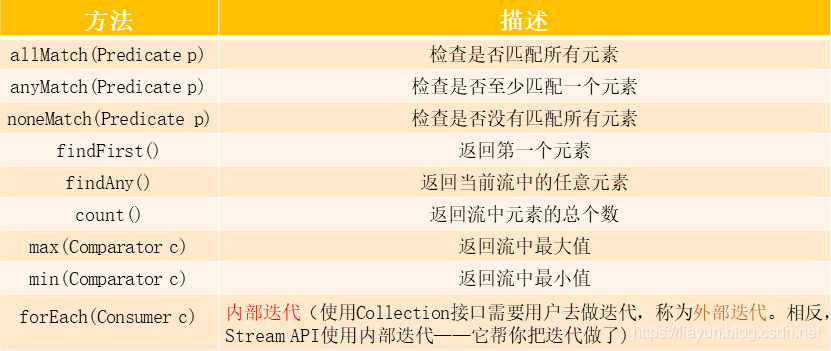 方法 描述
allMatch(Predicate p) 检查是否匹配所有元素
anyMatch(Predicate p) 检查是否至少匹配一个元素
noneMatch(Predicate p) 检查是否没有匹配所有元素
findFirst() 返回第一个元素
findAny() 返回当前流中的任意元素
count() 返回流中元素的总个数
max(Comparator c) 返回流中最大值
min(Comparator c) 返回流中最小值
forEach(Consumer c) 内部迭代（使用Collection接口需要用户去做迭代，称为外部迭代。相反，
Stream API使用内部迭代——它帮你把迭代做了)
https://liayun.blog.csdn.net